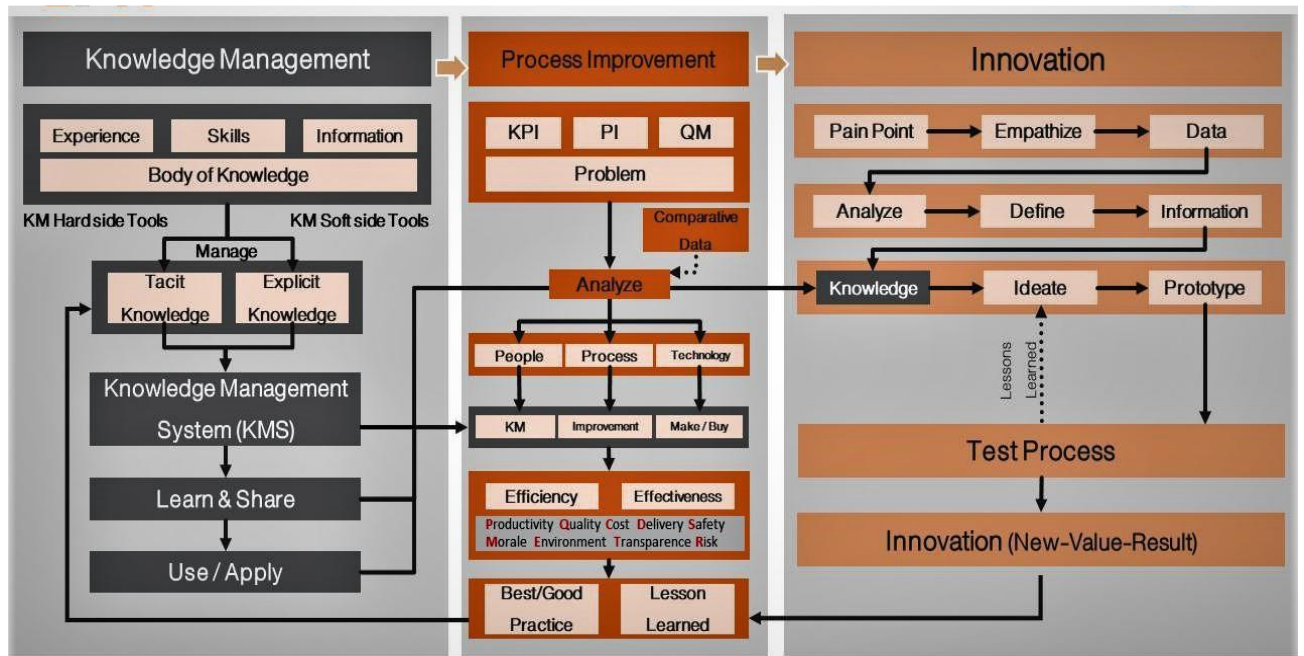 Knowledge Management
Experience
Skills
Information
Body of Knowledge
KM Hard side Tools
KM Soft side Tools
Manage
Tacit
Knowledge
Explicit
Knowledge
Knowledge Management
System (KMS)
Learn & Share
Use / Apply
Process Improvement
KPI
PI
QM
Problem
Comparative
Data
Analyze
People
Process
Technology
KM
Improvement
Make / Buy
Efficiency
Effectiveness
Productivity Quality Cost Delivery Safety
Morale Environment Transparence Risk
Best/Good
Practice
Lesson
Learned
Innovation
Pain Point
Empathize
Data
Analyze
Define
Information
Knowledge
Ideate
Prototype
Lessons
Learned
Test Process
Innovation (New-Value-Result)